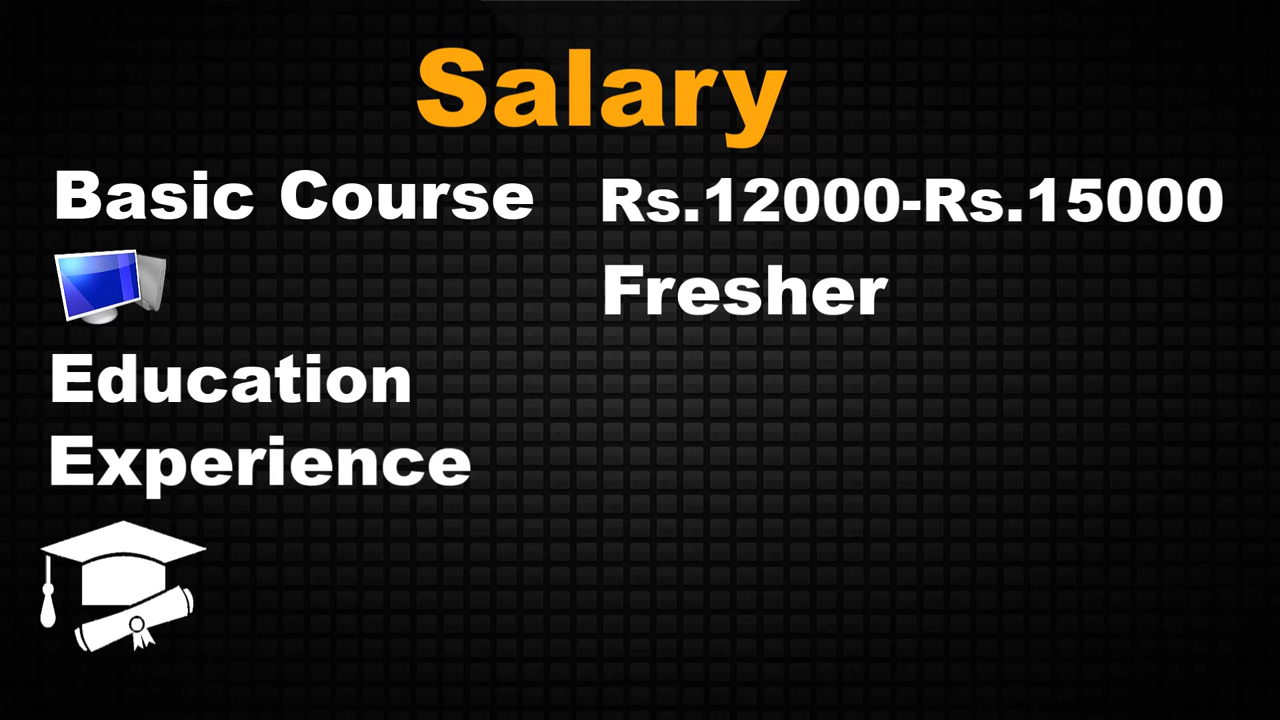 Salary
Basic Course
Rs.12000-Rs.15000
Fresher
Education
Experience